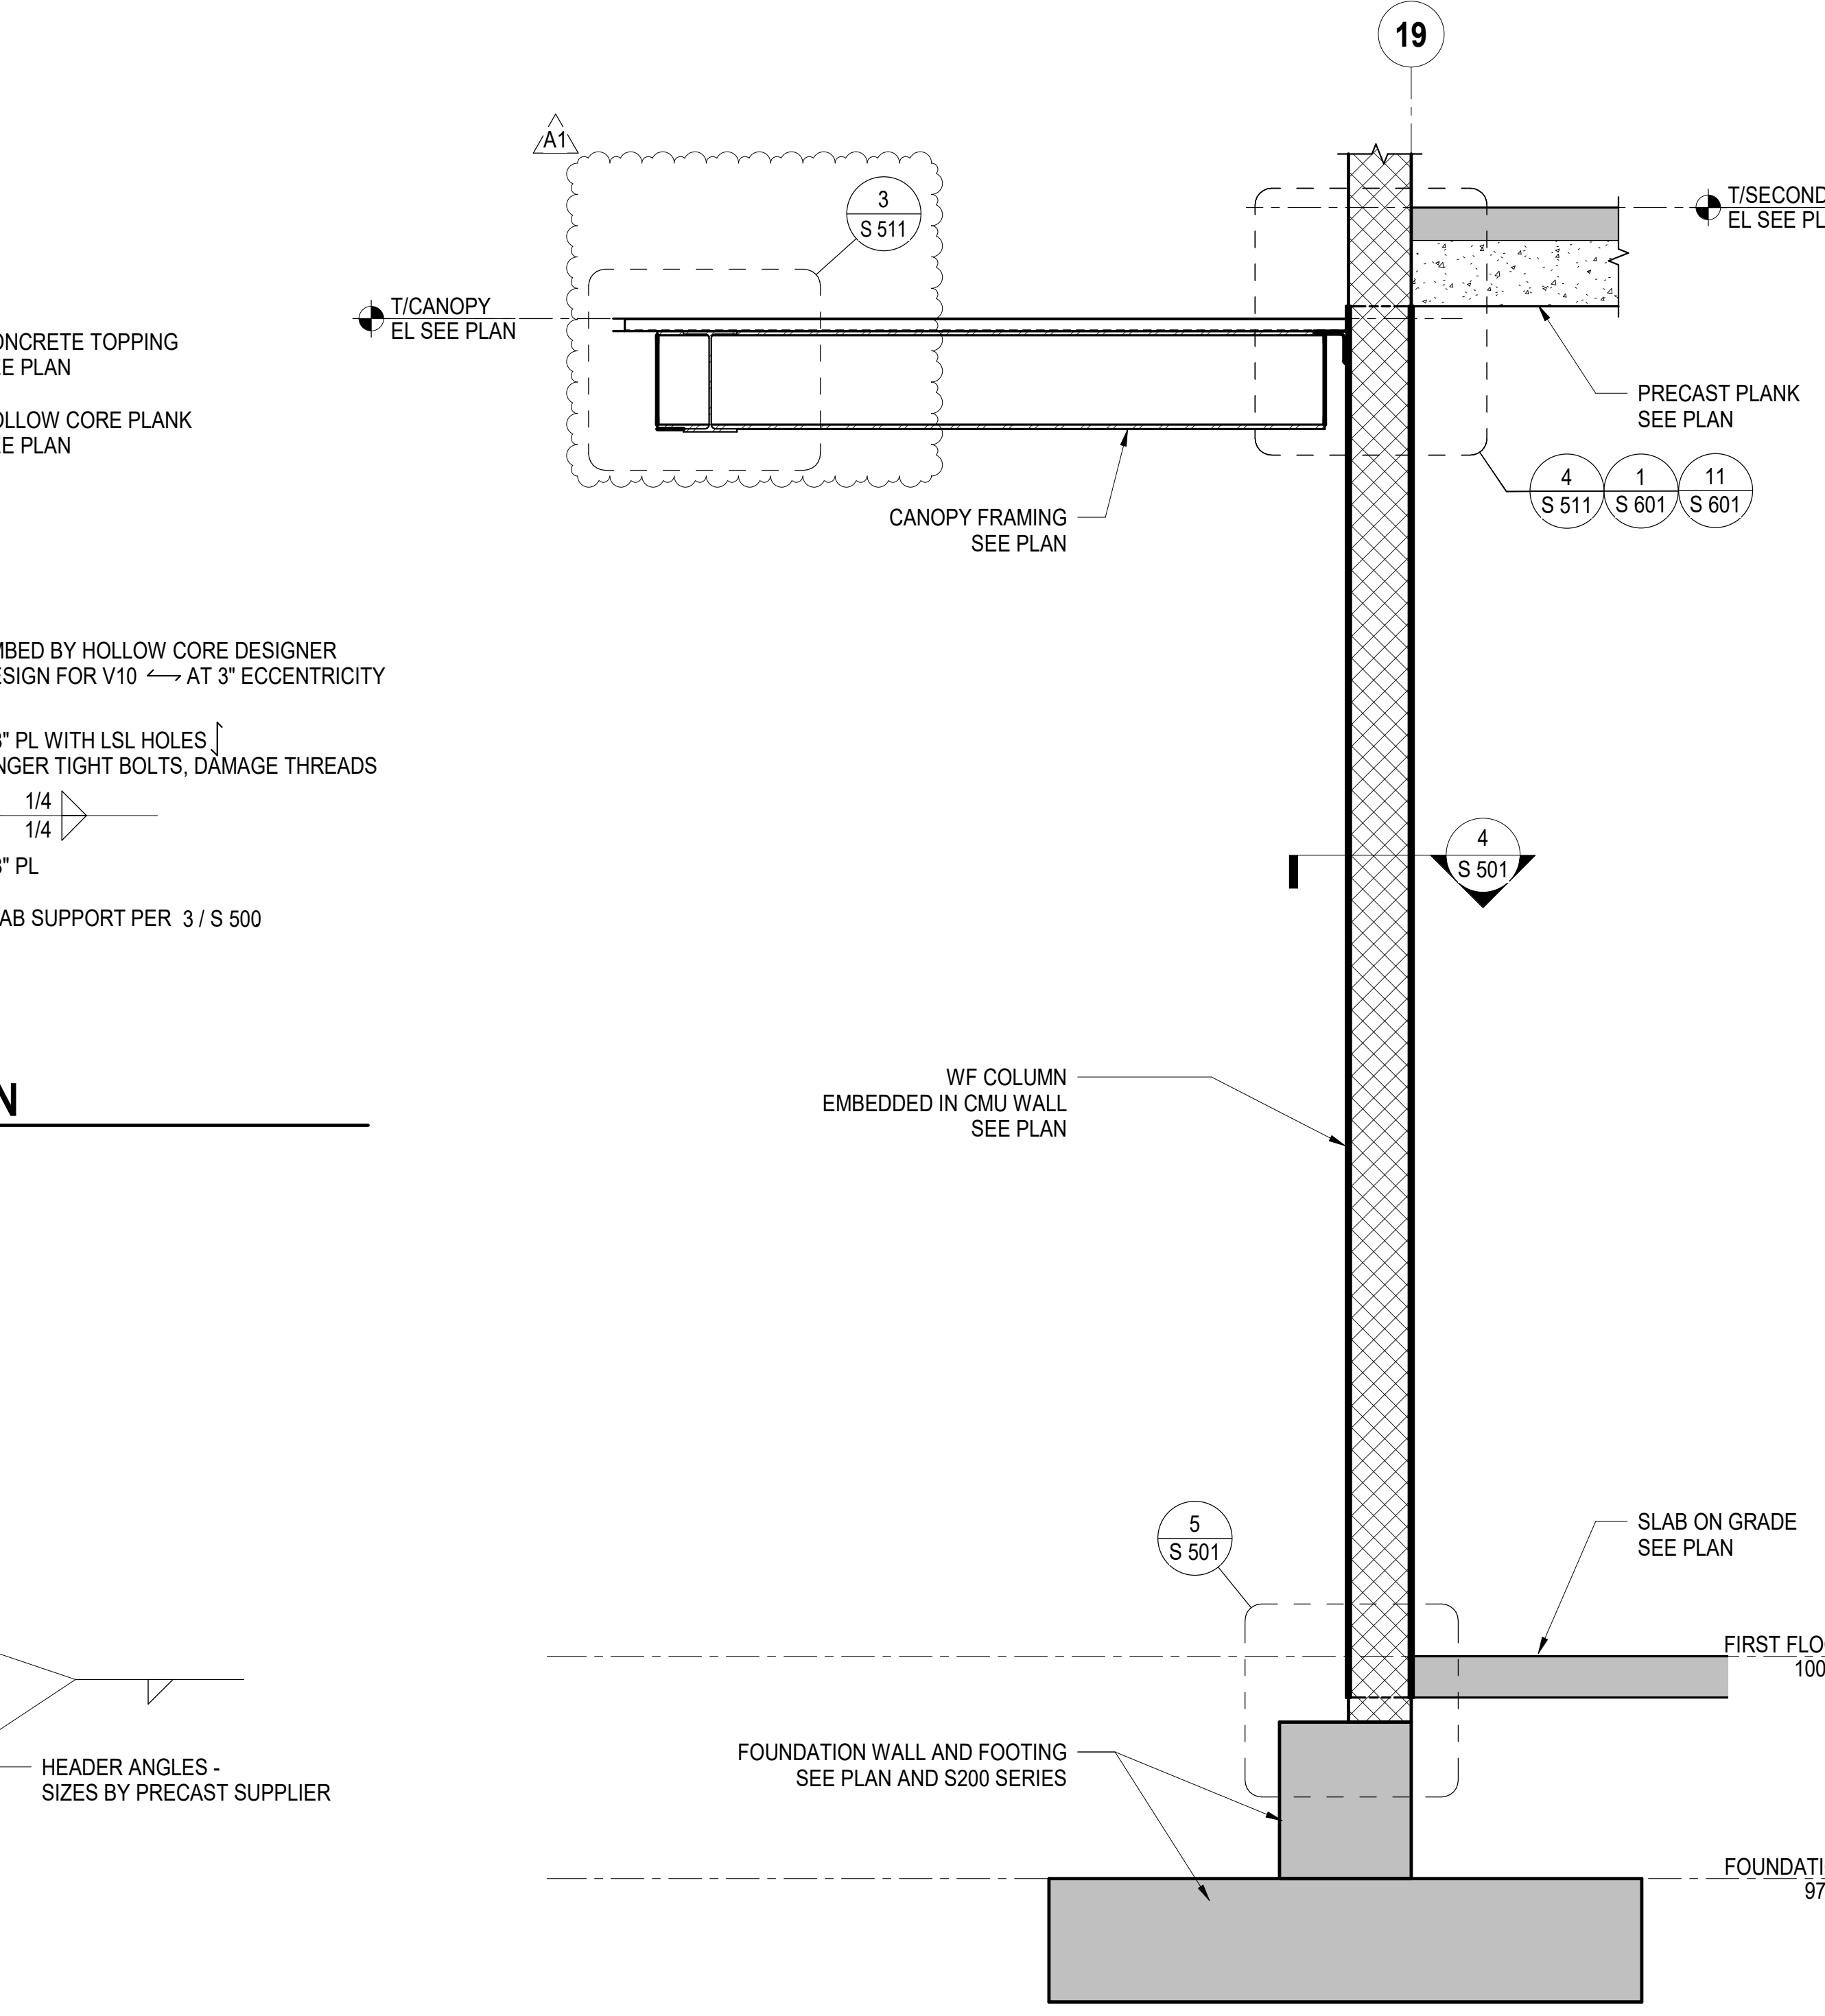 19
A1
3
S 511
T/SECOND
EL SEE PL
T/CANOPY
EL SEE PLAN
ONCRETE TOPPING
EE PLAN
OLLOW CORE PLANK
EE PLAN
PRECAST PLANK
SEE PLAN
4
S 511
1
S 601
11
S 601
CANOPY FRAMING
SEE PLAN
MBED BY HOLLOW CORE DESIGNER
ESIGN FOR V10 AT 3" ECCENTRICITY
" PL WITH LSL HOLES
NGER TIGHT BOLTS, DAMAGE THREADS
1/4
1/4
" PL
AB SUPPORT PER 3 / S 500
4
S 501
WF COLUMN
EMBEDDED IN CMU WALL
SEE PLAN
N
5
S 501
SLAB ON GRADE
SEE PLAN
FIRST FLO
100
HEADER ANGLES -
SIZES BY PRECAST SUPPLIER
FOUNDATION WALL AND FOOTING
SEE PLAN AND S200 SERIES
FOUNDATI
97